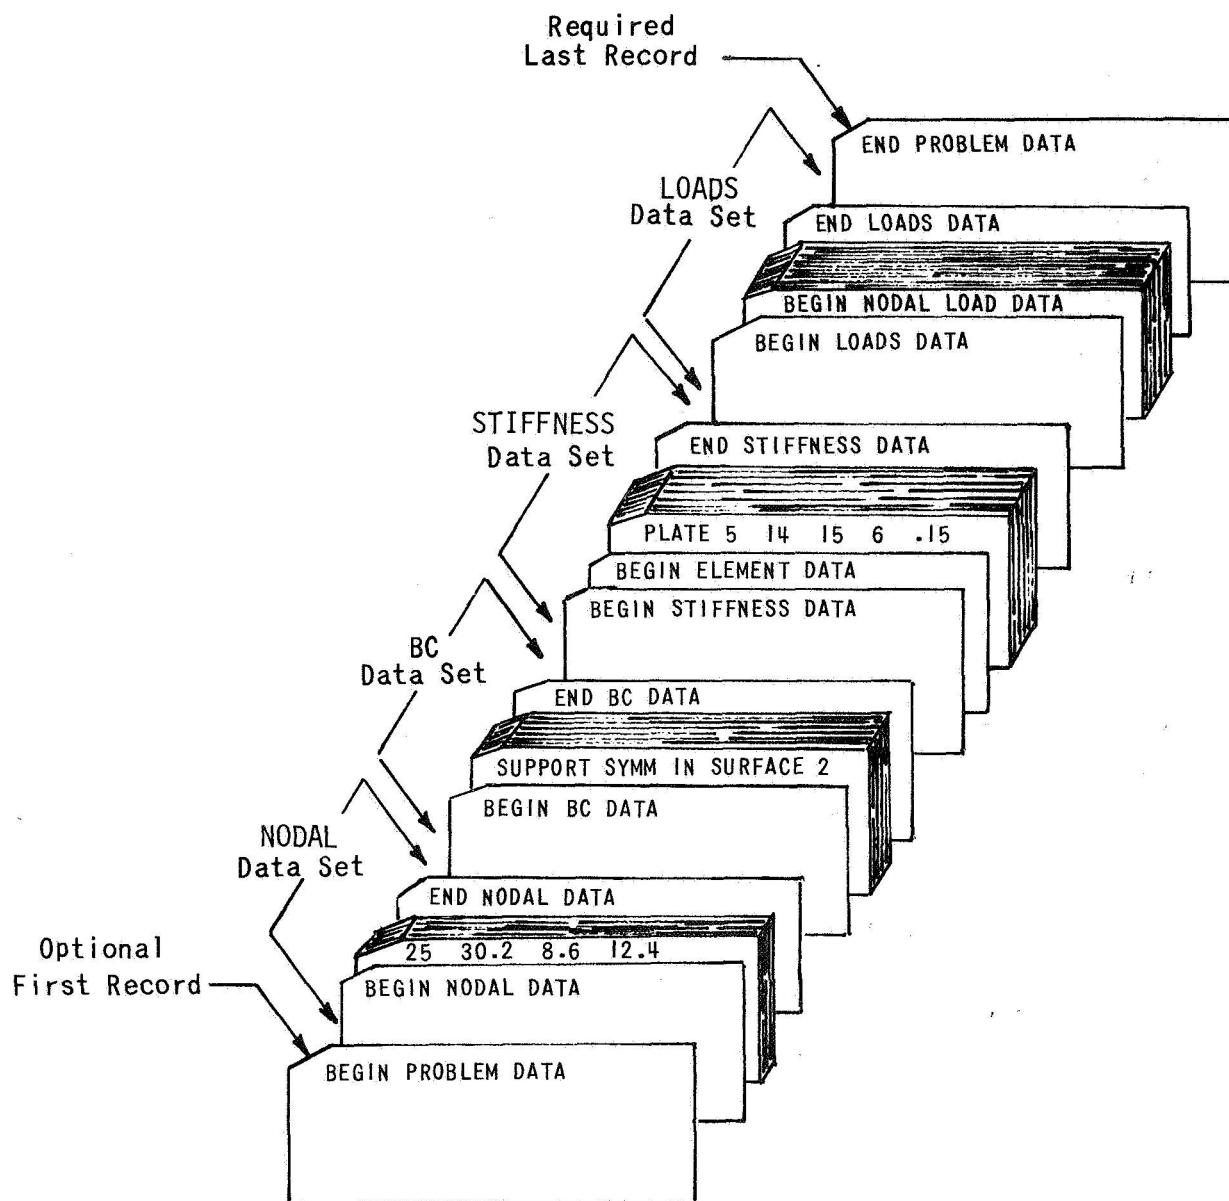 Required
Last Record
END PROBLEM DATA
LOADS
Data Set
END LOADS DATA
BEGIN NODAL LOAD DATA
BEGIN LOADS DATA
STIFFNESS
Data Set
END STIFFNESS DATA
PLATE 5 14 15 6 .15
BEGIN ELEMENT DATA
BEGIN STIFFNESS DATA
BC
Data Set
END BC DATA
SUPPORT SYMM IN SURFACE 2
BEGIN BC DATA
NODAL
Data Set
END NODAL DATA
25 30.2 8.6 12.4
BEGIN NODAL DATA
Optional
First Record
BEGIN PROBLEM DATA